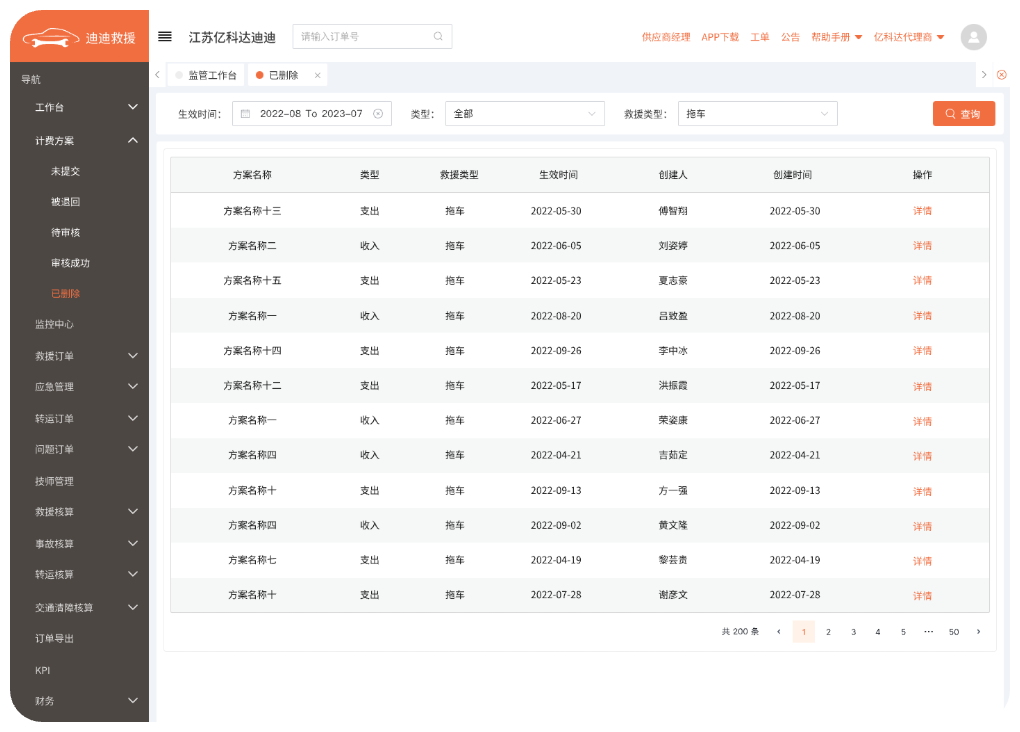 迪迪救援
江苏亿科达迪迪
请输入订单号
供应商经理 APP下载 工单 公告 帮助手册 亿科达代理商
导航
工作台
计费方案
未提交
被退回
待审核
审核成功
已删除
监控中心
救援订单
应急管理
转运订单
问题订单
技师管理
救援核算
事故核算
转运核算
交通清障核算
订单导出
KPI
财务
监管工作台 已删除
生效时间： 2022-08 To 2023-07 类型： 全部 救援类型： 拖车 查询
方案名称 类型 救援类型 生效时间 创建人 创建时间 操作
方案名称十三 支出 拖车 2022-05-30 傅智翔 2022-05-30 详情
方案名称二 收入 拖车 2022-06-05 刘姿婷 2022-06-05 详情
方案名称十五 支出 拖车 2022-05-23 夏志豪 2022-05-23 详情
方案名称一 收入 拖车 2022-08-20 吕致盈 2022-08-20 详情
方案名称十四 支出 拖车 2022-09-26 李中冰 2022-09-26 详情
方案名称十二 支出 拖车 2022-05-17 洪振霞 2022-05-17 详情
方案名称一 收入 拖车 2022-06-27 荣姿康 2022-06-27 详情
方案名称四 收入 拖车 2022-04-21 吉茹定 2022-04-21 详情
方案名称十 支出 拖车 2022-09-13 方一强 2022-09-13 详情
方案名称四 收入 拖车 2022-09-02 黄文隆 2022-09-02 详情
方案名称七 支出 拖车 2022-04-19 黎芸贵 2022-04-19 详情
方案名称十 支出 拖车 2022-07-28 谢彦文 2022-07-28 详情
共 200 条 1 2 3 4 5 ··· 50